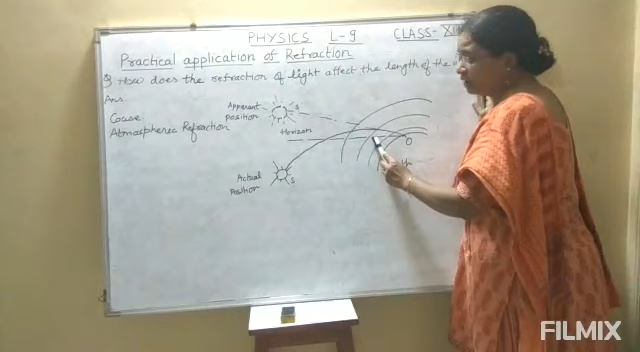 PHYSICS L-9 CLASS- XII
Practical application of Refraction
Q How does the refraction of light affect the length of the
Ans
Cause
Atmospheric Refraction
Apparent
position
S
Horizon
O
Actual
Position
S
FILMIX